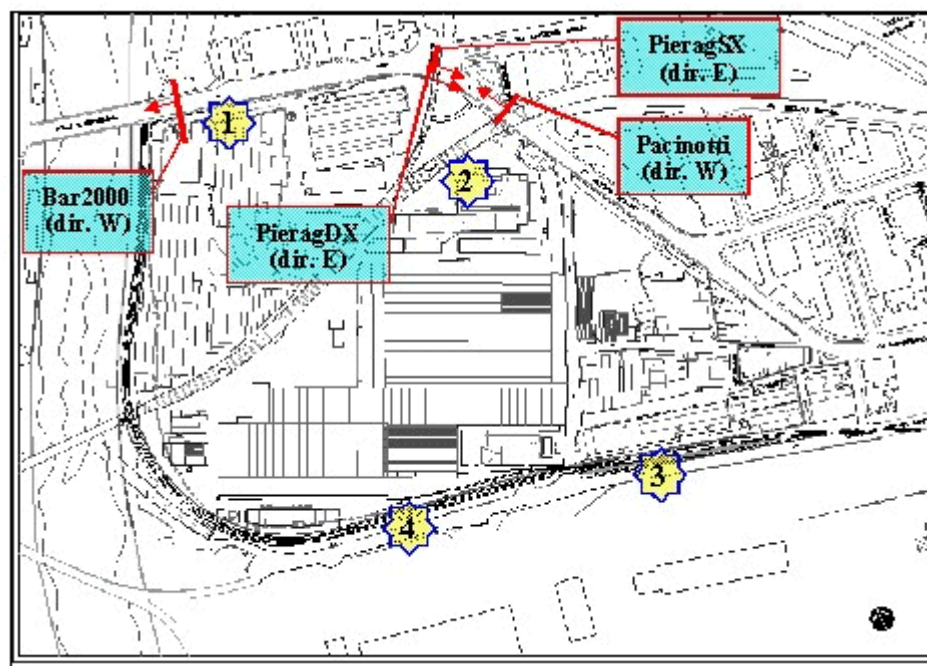 PieragSX
(dir. E)
1
Pacinotti
(dir. W)
2
Bar2000
(dir. W)
PieragDX
(dir. E)
3
4